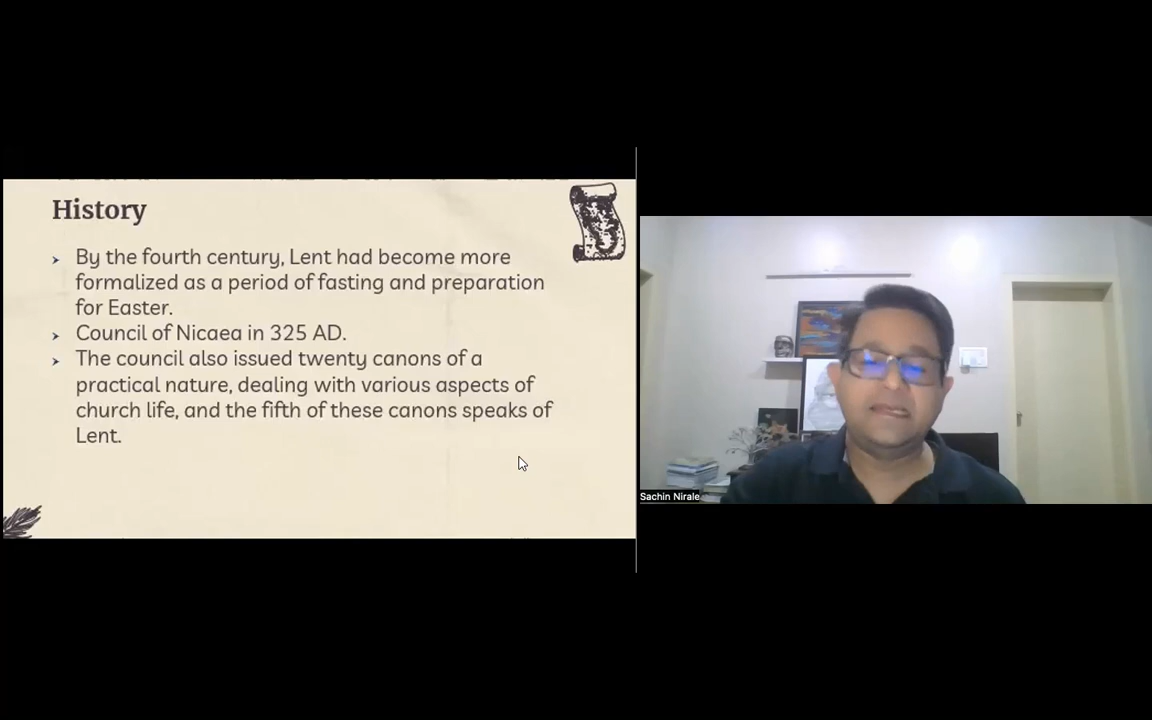 History
By the fourth century, Lent had become more
formalized as a period of fasting and preparation
for Easter.
Council of Nicaea in 325 AD.
The council also issued twenty canons of a
practical nature, dealing with various aspects of
church life, and the fifth of these canons speaks of
Lent.
Sachin Nirale